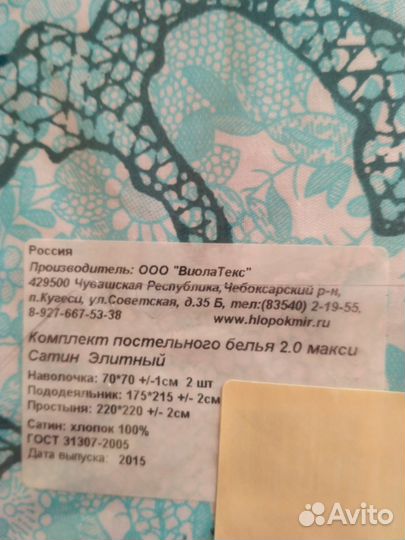 Россия
Производитель: ООО "ВиолаТекс"
429500 Чувашская Республика, Чебоксарский р-н,
п.Кугеси, ул.Советская, д.35 Б, тел:(83540) 2-19-55,
8-927-667-53-38
www.hlopokmir.ru
Комплект постельного белья 2.0 макси
Сатин Элитный
Наволочка: 70*70 +/-1см 2 шт
Пододеяльник: 175*215 +/- 2см
Простыня: 220*220 +/- 2см
Сатин: хлопок 100%
ГОСТ 31307-2005
Дата выпуска: 2015
Avito